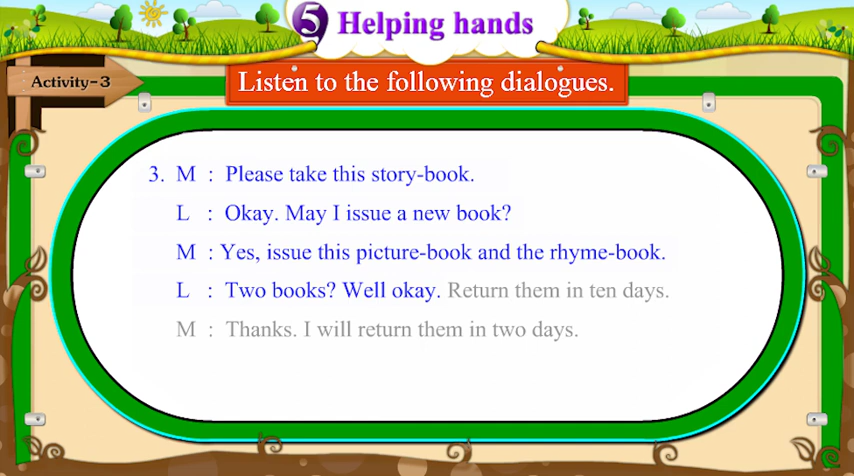 5 Helping hands
Activity-3
Listen to the following dialogues.
3. M : Please take this story-book.
L : Okay. May I issue a new book?
M : Yes, issue this picture-book and the rhyme-book.
L : Two books? Well okay. Return them in ten days.
M : Thanks. I will return them in two days.